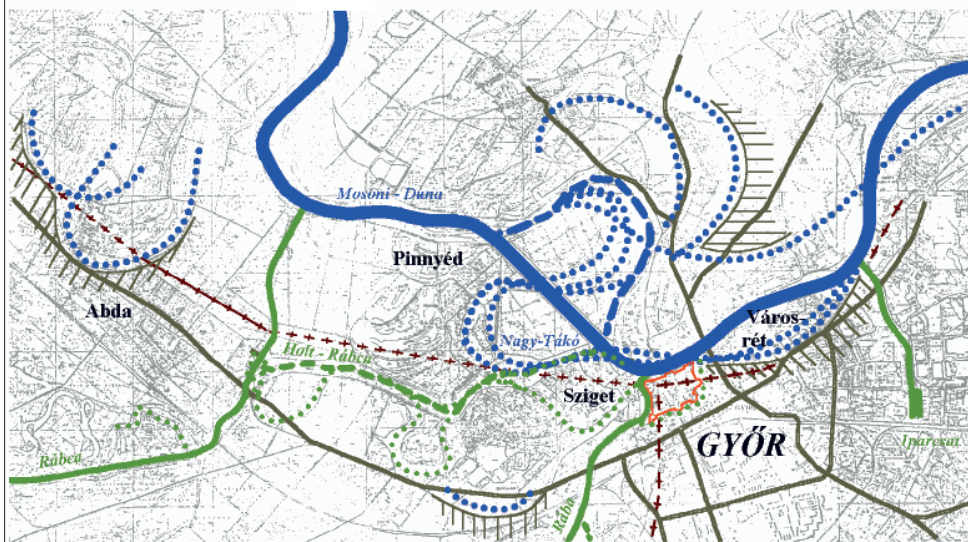 Mosoni - Duna
Pinnyéd
Abda
Város-
rét
Nagy-Tákó
Holt - Rábca
Sziget
GYŐR
Iparcsat
Rábca
Rába